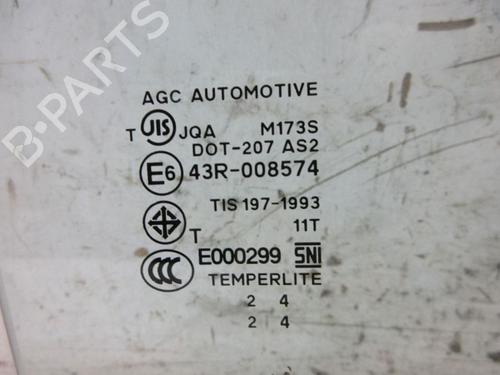 B-PARTS
AGC AUTOMOTIVE
T JIS JQA M173S
DOT-207 AS2
E6 43R-008574
TIS 197-1993
T 11T
CCC E000299 SNI
TEMPERLITE
2 4
2 4